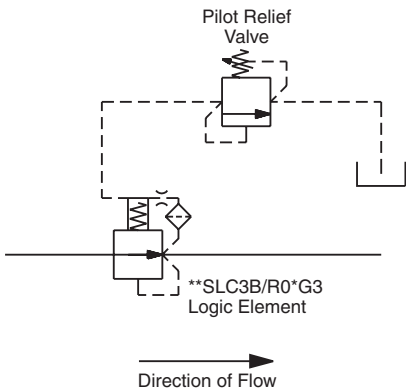 Pilot Relief
Valve
**SLC3B/R0*G3
Logic Element
Direction of Flow